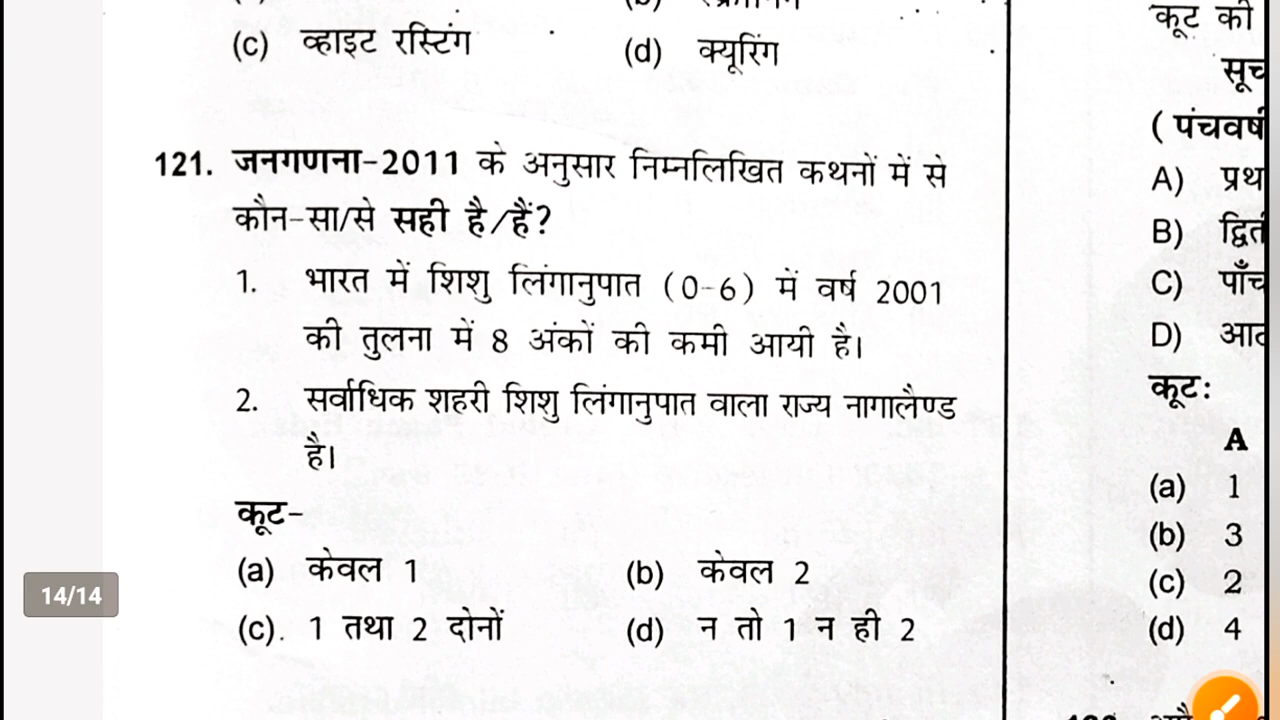 (c) व्हाइट रस्टिंग
(d) क्यूरिंग
121. जनगणना-2011 के अनुसार निम्नलिखित कथनों में से
कौन-सा/से सही है/हैं?
1. भारत में शिशु लिंगानुपात (0-6) में वर्ष 2001
की तुलना में 8 अंकों की कमी आयी है।
2. सर्वाधिक शहरी शिशु लिंगानुपात वाला राज्य नागालैण्ड
है।
कूट-
(a) केवल 1
(b) केवल 2
(c). 1 तथा 2 दोनों
(d) न तो 1 न ही 2
14/14
कूट की
(पंचवर्ष
A)
B)
C)
D)
कूटः
A
(a) 1
(b) 3
(c) 2
(d) 4